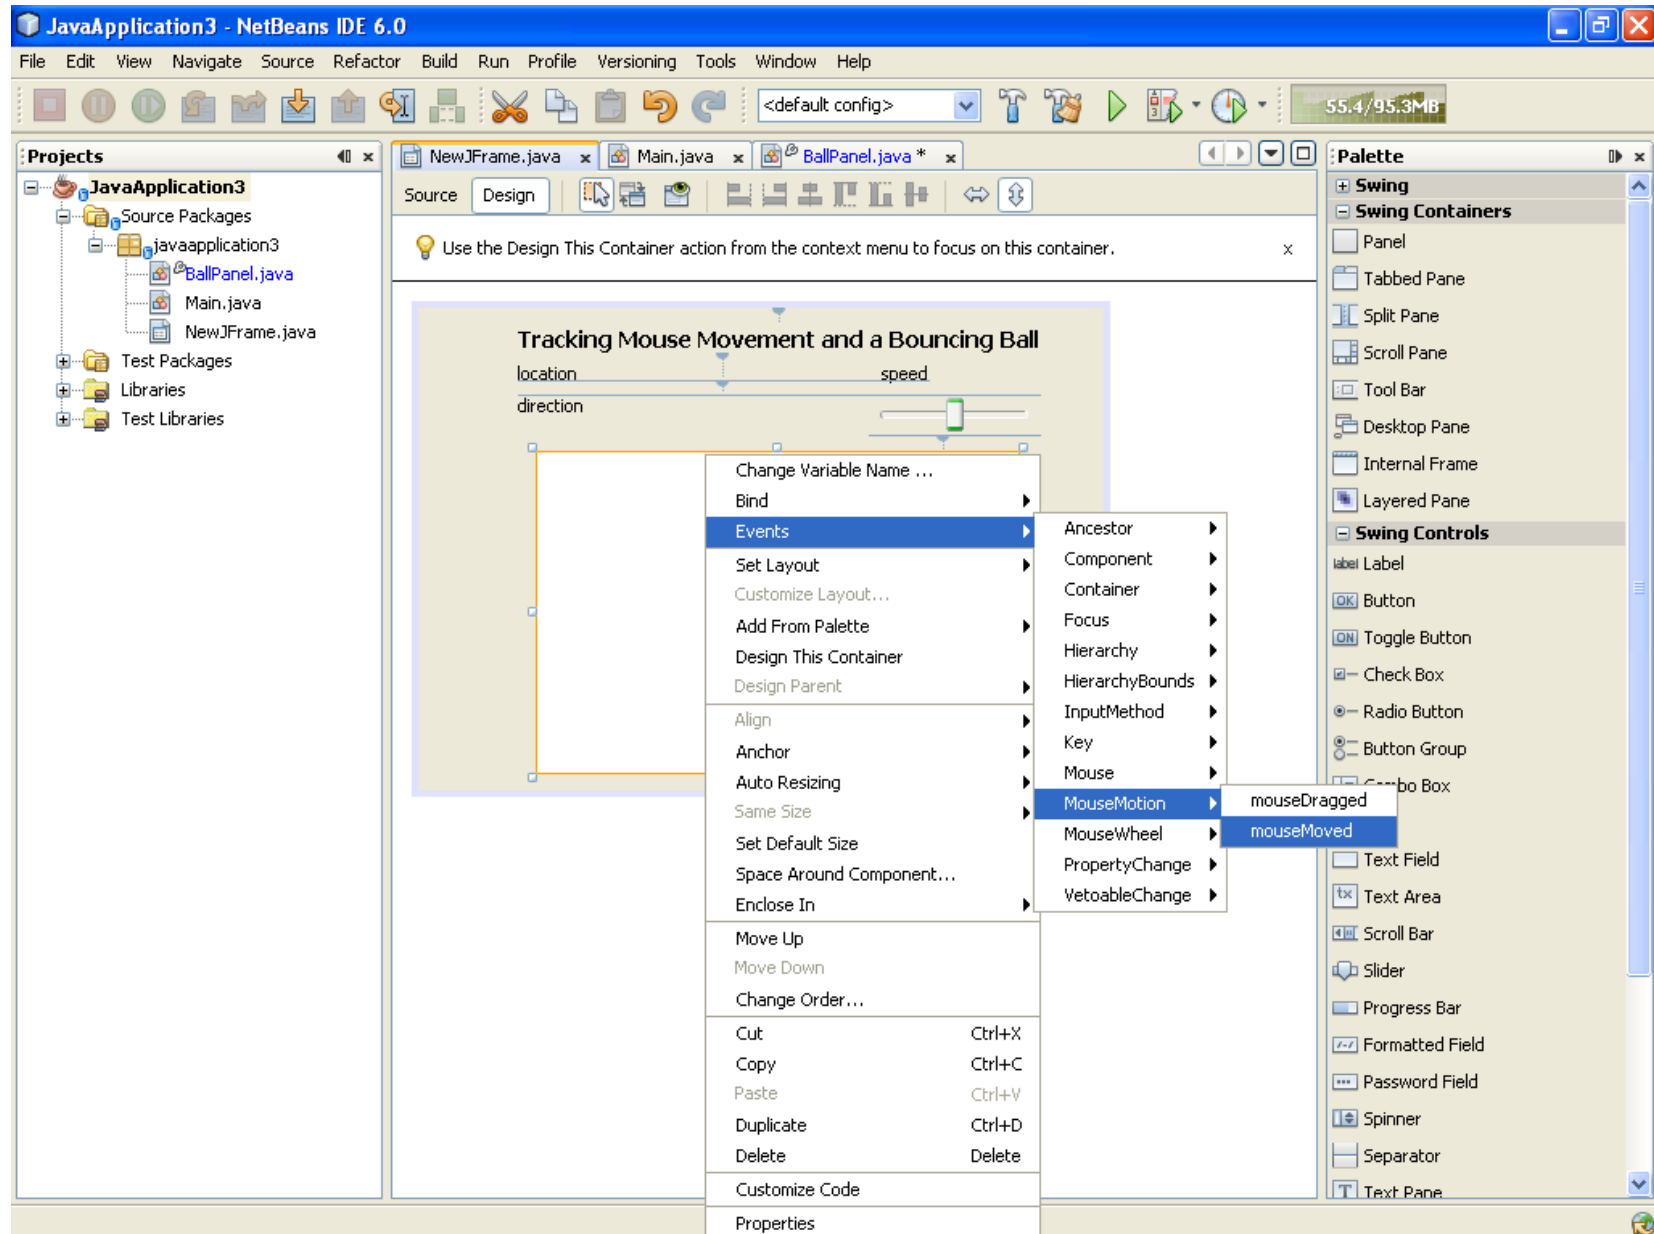 JavaApplication3 - NetBeans IDE 6.0
File Edit View Navigate Source Refactor Build Run Profile Versioning Tools Window Help
<default config>
55.4/95.3MB
Projects
JavaApplication3
Source Packages
javaapplication3
BallPanel.java
Main.java
NewJFrame.java
Test Packages
Libraries
Test Libraries
NewJFrame.java Main.java BallPanel.java *
Source Design
Use the Design This Container action from the context menu to focus on this container.
Tracking Mouse Movement and a Bouncing Ball
location speed
direction
Change Variable Name ...
Bind
Events
Set Layout
Customize Layout...
Add From Palette
Design This Container
Design Parent
Align
Anchor
Auto Resizing
Same Size
Set Default Size
Space Around Component...
Enclose In
Move Up
Move Down
Change Order...
Cut Ctrl+X
Copy Ctrl+C
Paste Ctrl+V
Duplicate Ctrl+D
Delete Delete
Customize Code
Properties
Ancestor
Component
Container
Focus
Hierarchy
HierarchyBounds
InputMethod
Key
Mouse
MouseMotion
MouseWheel
PropertyChange
VetoableChange
mouseDragged
mouseMoved
Palette
Swing
Swing Containers
Panel
Tabbed Pane
Split Pane
Scroll Pane
Tool Bar
Desktop Pane
Internal Frame
Layered Pane
Swing Controls
label Label
OK Button
ON Toggle Button
Check Box
Radio Button
Button Group
Box
Text Field
tx Text Area
Scroll Bar
Slider
Progress Bar
Formatted Field
Password Field
Spinner
Separator
T Text Pane